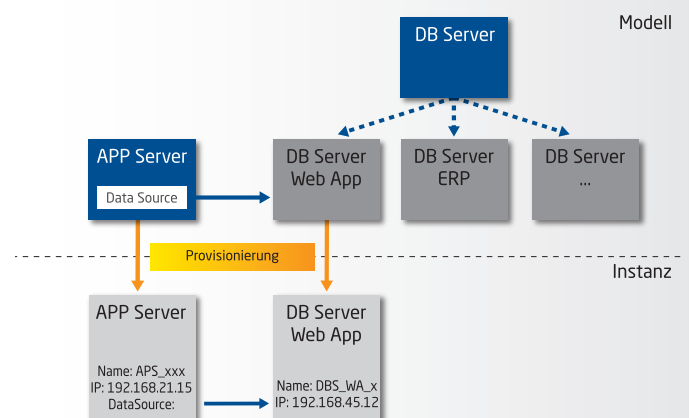 Modell
DB Server
APP Server
Data Source
DB Server
Web App
DB Server
ERP
DB Server
...
Provisionierung
Instanz
APP Server
Name: APS_xxx
IP: 192.168.21.15
DataSource:
DB Server
Web App
Name: DBS_WA_x
IP: 192.168.45.12